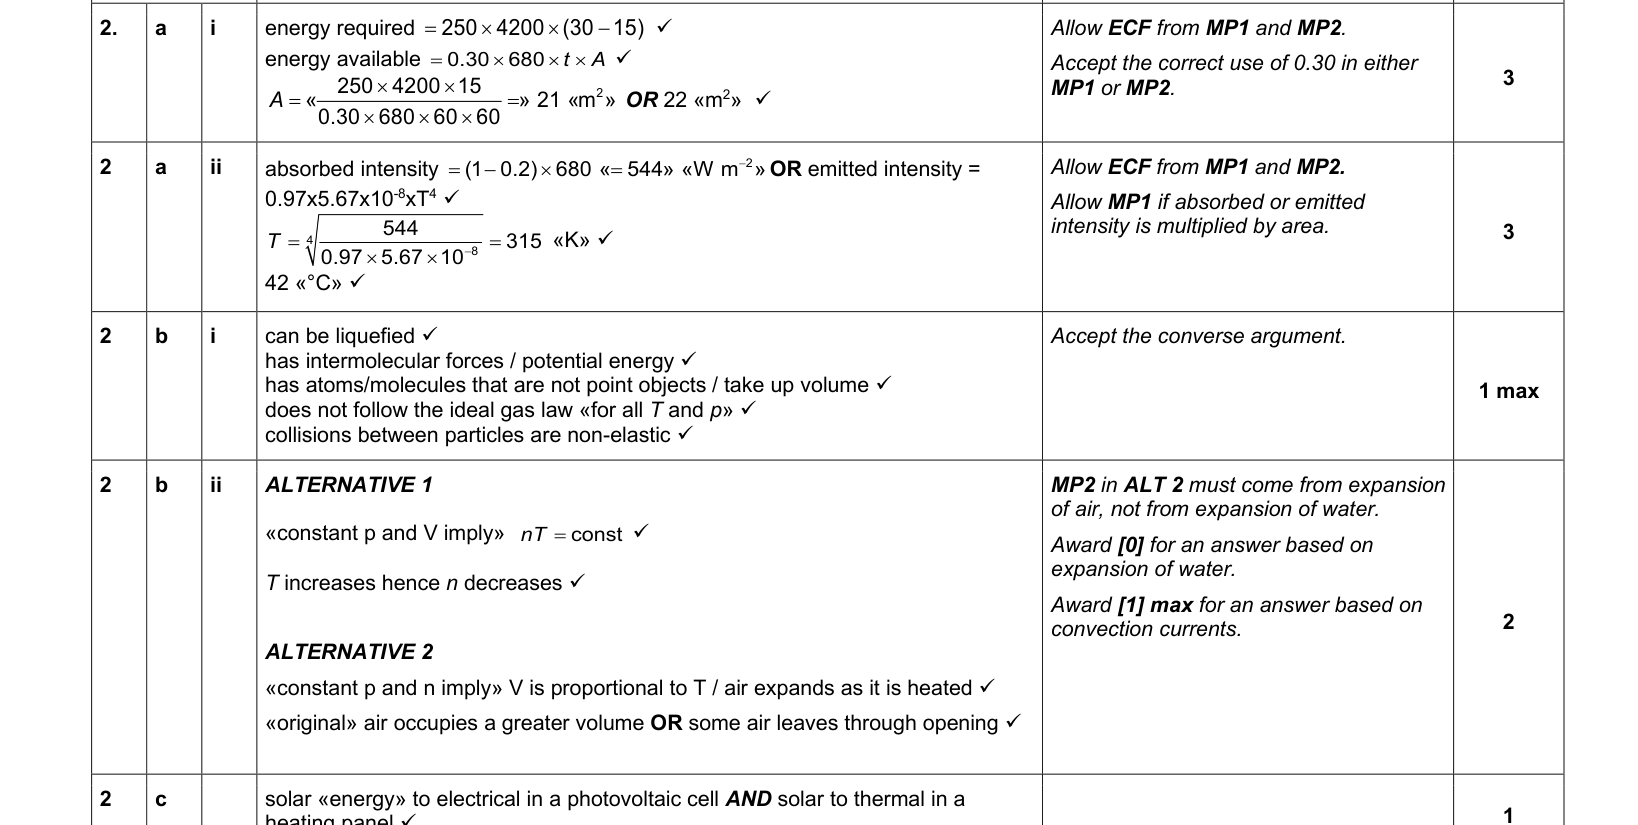 2. a i energy required = 250 × 4200 × (30 − 15) ✓ Allow ECF from MP1 and MP2.
energy available = 0.30 × 680 × t × A ✓ Accept the correct use of 0.30 in either
MP1 or MP2.
A = « 250 × 4200 × 15 / 0.30 × 680 × 60 × 60 =» 21 «m²» OR 22 «m²» ✓ 3
2 a ii absorbed intensity = (1 − 0.2) × 680 «= 544» «W m⁻²» OR emitted intensity = Allow ECF from MP1 and MP2.
0.97x5.67x10⁻⁸xT⁴ ✓ Allow MP1 if absorbed or emitted
intensity is multiplied by area.
T = ⁴√(544 / 0.97 × 5.67 × 10⁻⁸) = 315 «K» ✓ 3
42 «°C» ✓
2 b i can be liquefied ✓ Accept the converse argument.
has intermolecular forces / potential energy ✓
has atoms/molecules that are not point objects / take up volume ✓ 1 max
does not follow the ideal gas law «for all T and p» ✓
collisions between particles are non-elastic ✓
2 b ii ALTERNATIVE 1 MP2 in ALT 2 must come from expansion
of air, not from expansion of water.
«constant p and V imply» nT = const ✓ Award [0] for an answer based on
expansion of water.
T increases hence n decreases ✓ Award [1] max for an answer based on
convection currents. 2
ALTERNATIVE 2
«constant p and n imply» V is proportional to T / air expands as it is heated ✓
«original» air occupies a greater volume OR some air leaves through opening ✓
2 c solar «energy» to electrical in a photovoltaic cell AND solar to thermal in a 1
heating panel ✓